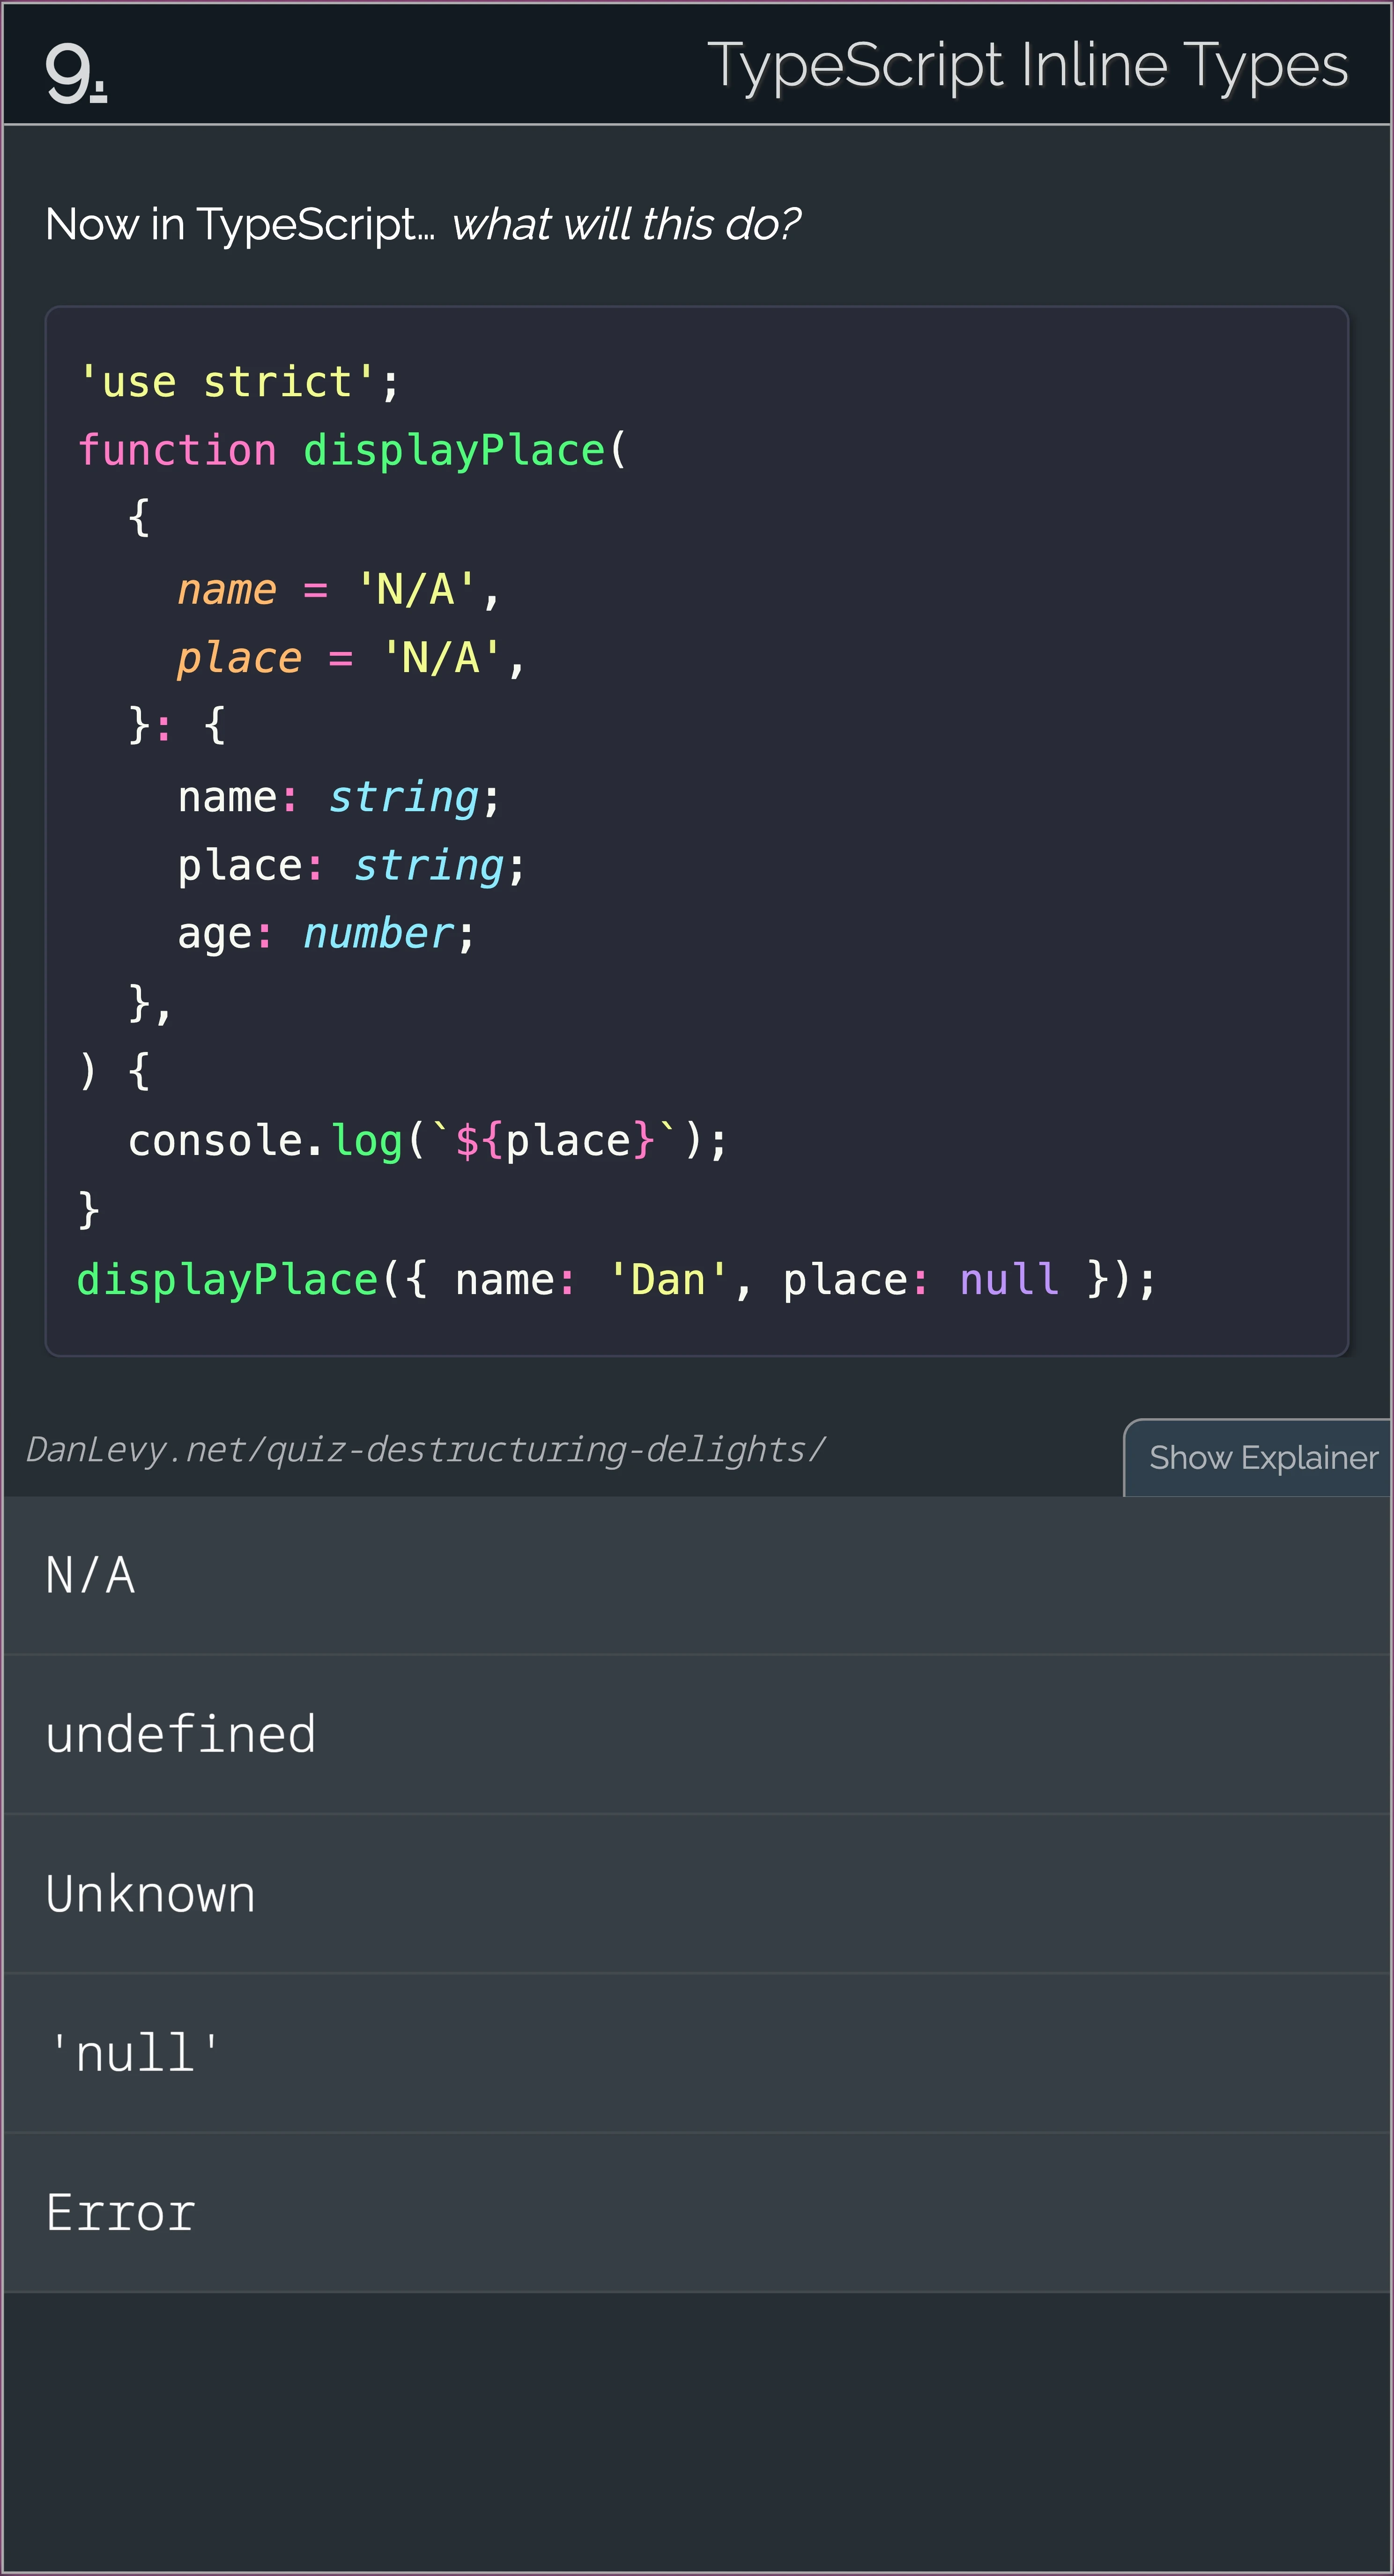 9.
TypeScript Inline Types
Now in TypeScript... what will this do?
'use strict';
function displayPlace(
  {
    name = 'N/A',
    place = 'N/A',
  }: {
    name: string;
    place: string;
    age: number;
  },
) {
  console.log(`${place}`);
}
displayPlace({ name: 'Dan', place: null });
DanLevy.net/quiz-destructuring-delights/
Show Explainer
N/A
undefined
Unknown
'null'
Error